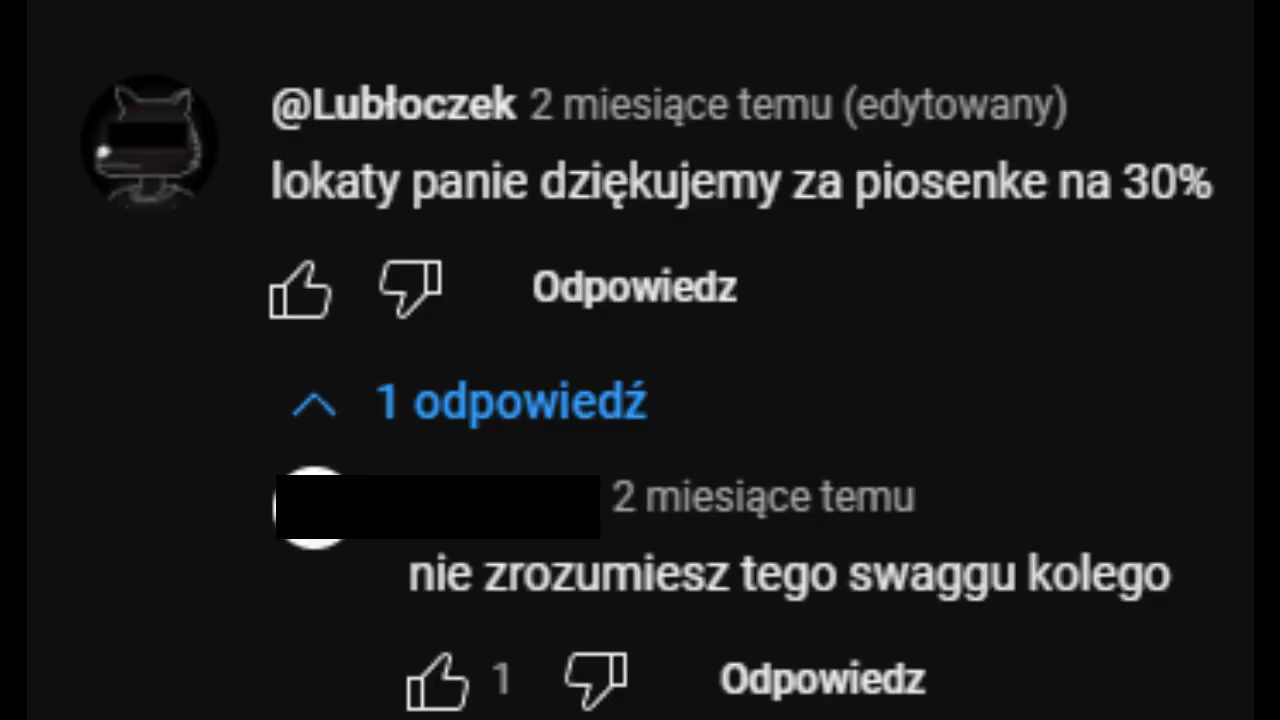 @Lubłoczek 2 miesiące temu (edytowany)
lokaty panie dziękujemy za piosenke na 30%
Odpowiedz
1 odpowiedź
2 miesiące temu
nie zrozumiesz tego swaggu kolego
1 Odpowiedz